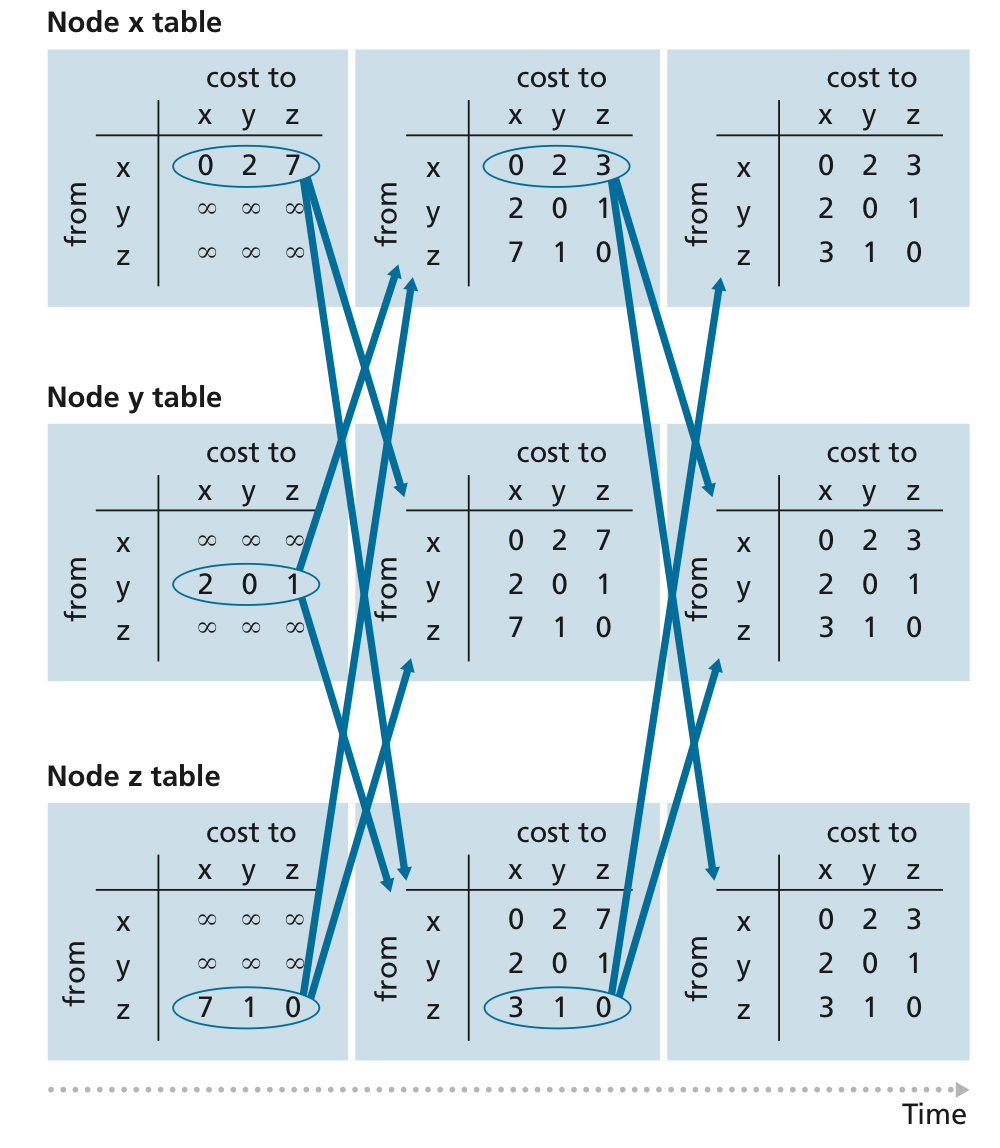 Node x table
cost to cost to cost to
x y z x y z x y z
from x 0 2 7 from x 0 2 3 from x 0 2 3
y ∞ ∞ ∞ y 2 0 1 y 2 0 1
z ∞ ∞ ∞ z 7 1 0 z 3 1 0
Node y table
cost to cost to cost to
x y z x y z x y z
from x ∞ ∞ ∞ from x 0 2 7 from x 0 2 3
y 2 0 1 y 2 0 1 y 2 0 1
z ∞ ∞ ∞ z 7 1 0 z 3 1 0
Node z table
cost to cost to cost to
x y z x y z x y z
from x ∞ ∞ ∞ from x 0 2 7 from x 0 2 3
y ∞ ∞ ∞ y 2 0 1 y 2 0 1
z 7 1 0 z 3 1 0 z 3 1 0
Time